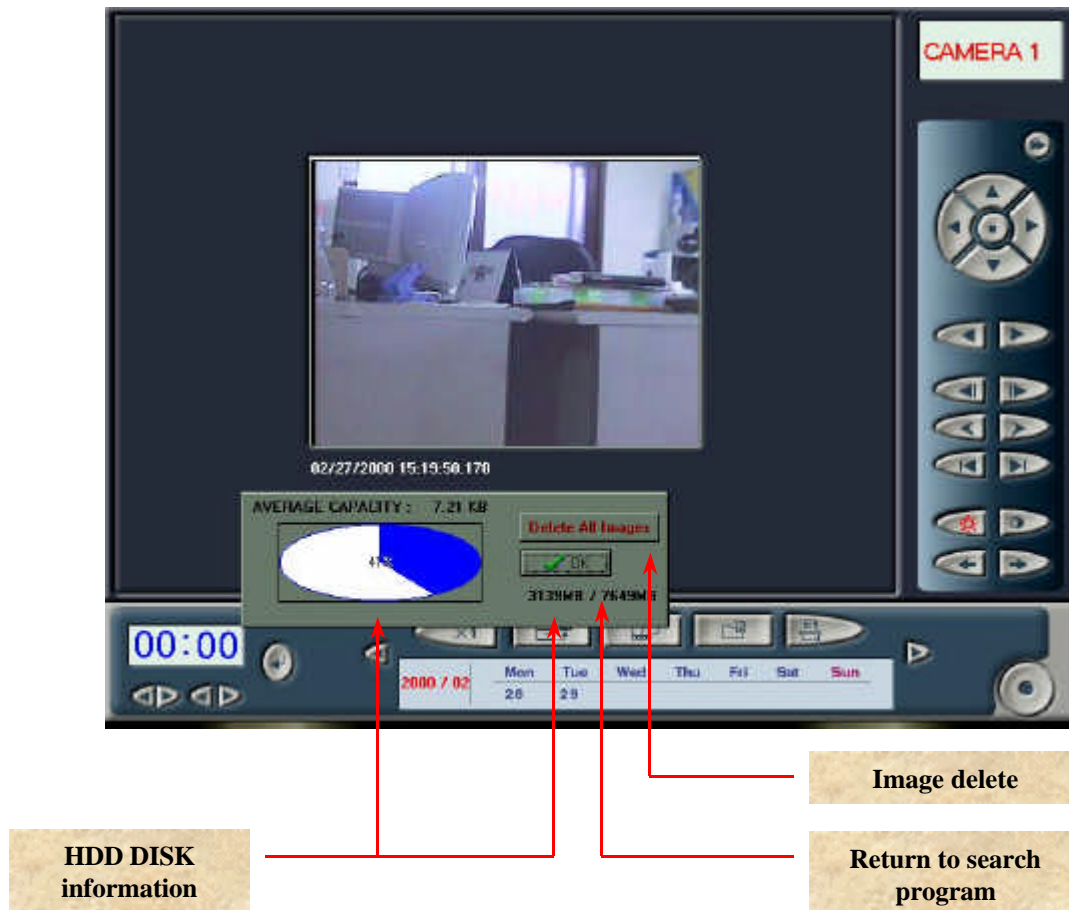 CAMERA 1
02/27/2000 15:19:50.170
AVERAGE CAPACITY : 7.21 KB
Delete All Images
OK
3139MB / 7649MB
00:00
X1
2000 / 02
Mon Tue Wed Thu Fri Sat Sun
28 29
Image delete
HDD DISK
information
Return to search
program